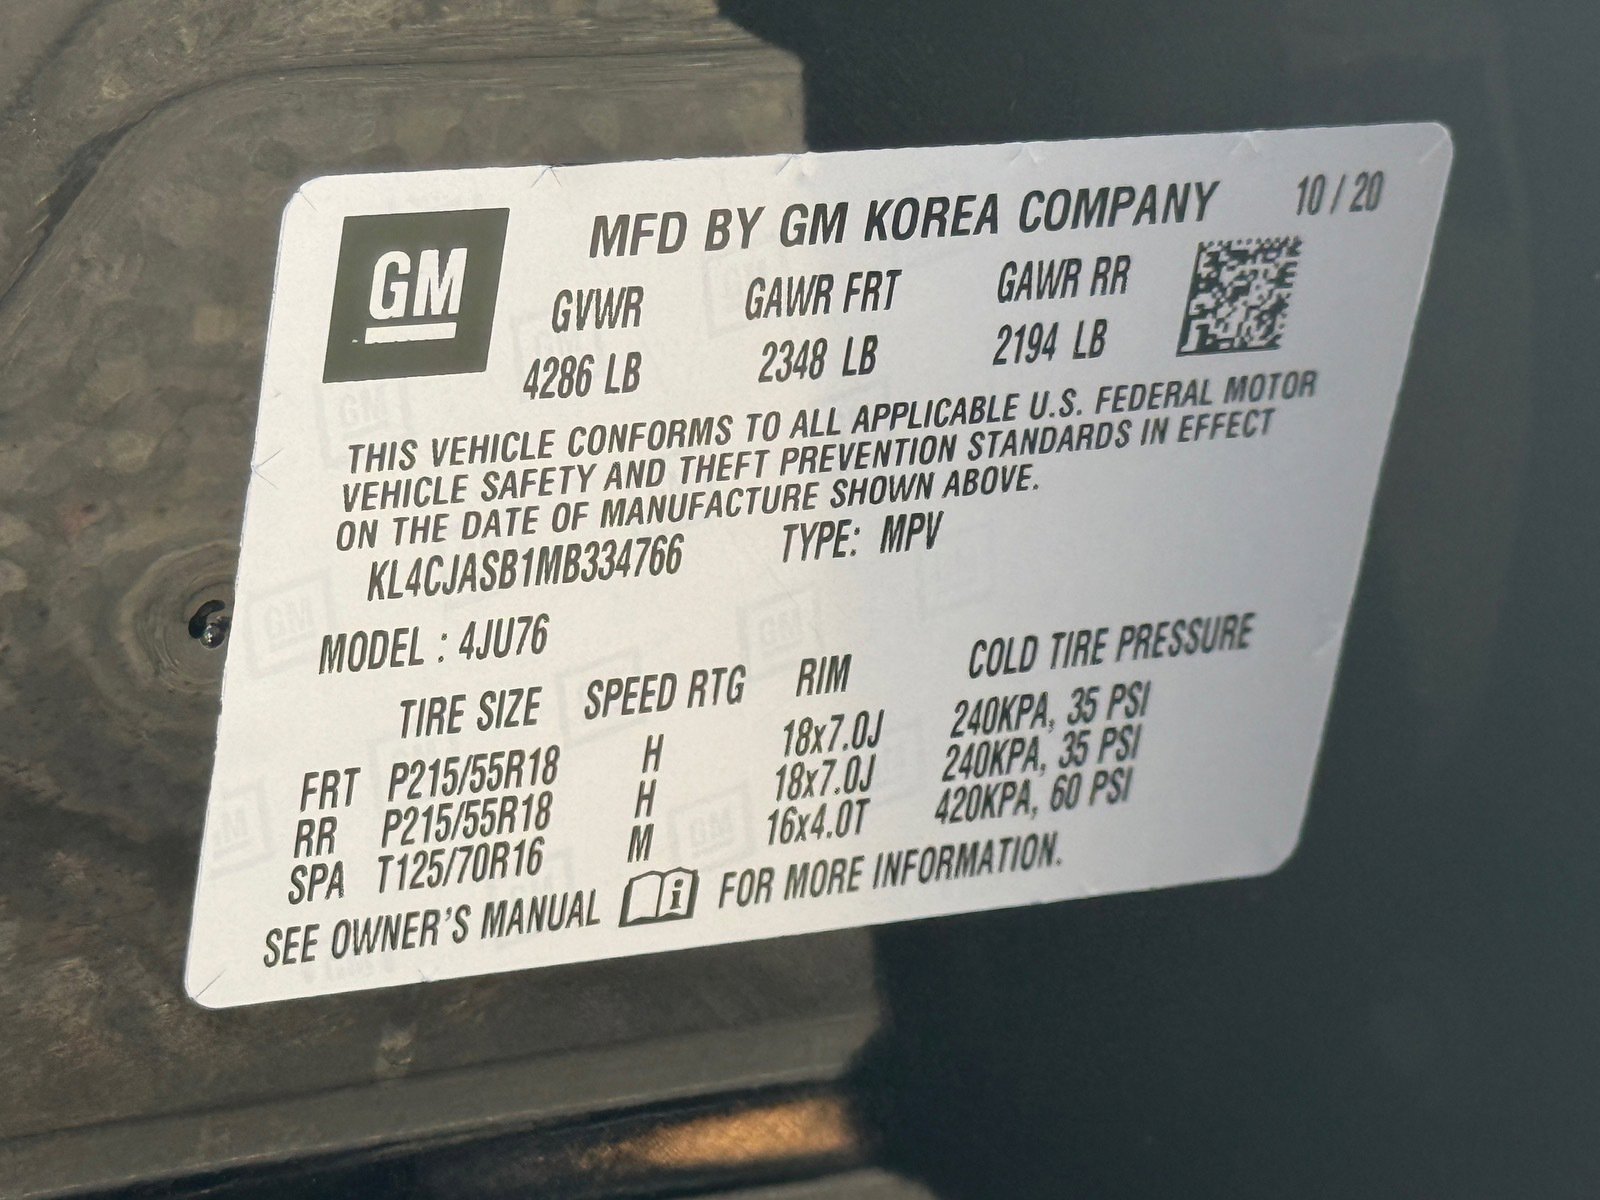 GM
MFD BY GM KOREA COMPANY 10 / 20
GVWR GAWR FRT GAWR RR
4286 LB 2348 LB 2194 LB
THIS VEHICLE CONFORMS TO ALL APPLICABLE U.S. FEDERAL MOTOR
VEHICLE SAFETY AND THEFT PREVENTION STANDARDS IN EFFECT
ON THE DATE OF MANUFACTURE SHOWN ABOVE.
KL4CJASB1MB334766 TYPE: MPV
MODEL : 4JU76
TIRE SIZE SPEED RTG RIM COLD TIRE PRESSURE
FRT P215/55R18 H 18x7.0J 240KPA, 35 PSI
RR P215/55R18 H 18x7.0J 240KPA, 35 PSI
SPA T125/70R16 M 16x4.0T 420KPA, 60 PSI
SEE OWNER'S MANUAL i FOR MORE INFORMATION.